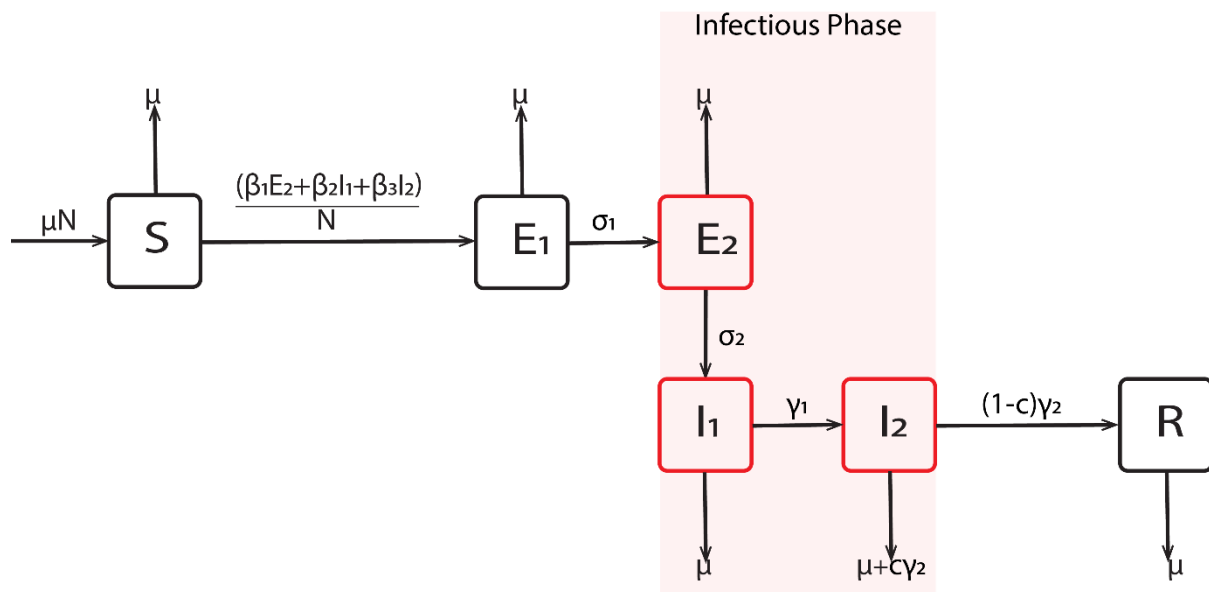 Infectious Phase
μ
μ
μ
(β₁E₂+β₂I₁+β₃I₂)
N
μN
S
E₁
σ₁
E₂
σ₂
I₁
γ₁
I₂
(1-c)γ₂
R
μ
μ+cγ₂
μ